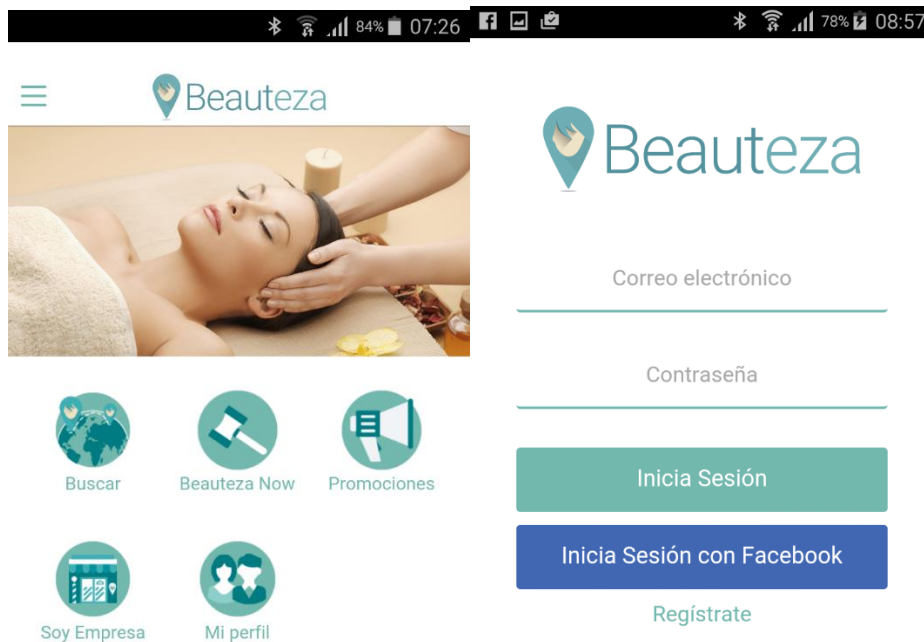 84% 07:26
Beauteza
Buscar
Beauteza Now
Promociones
Soy Empresa
Mi perfil
78% 08:57
Beauteza
Correo electrónico
Contraseña
Inicia Sesión
Inicia Sesión con Facebook
Regístrate